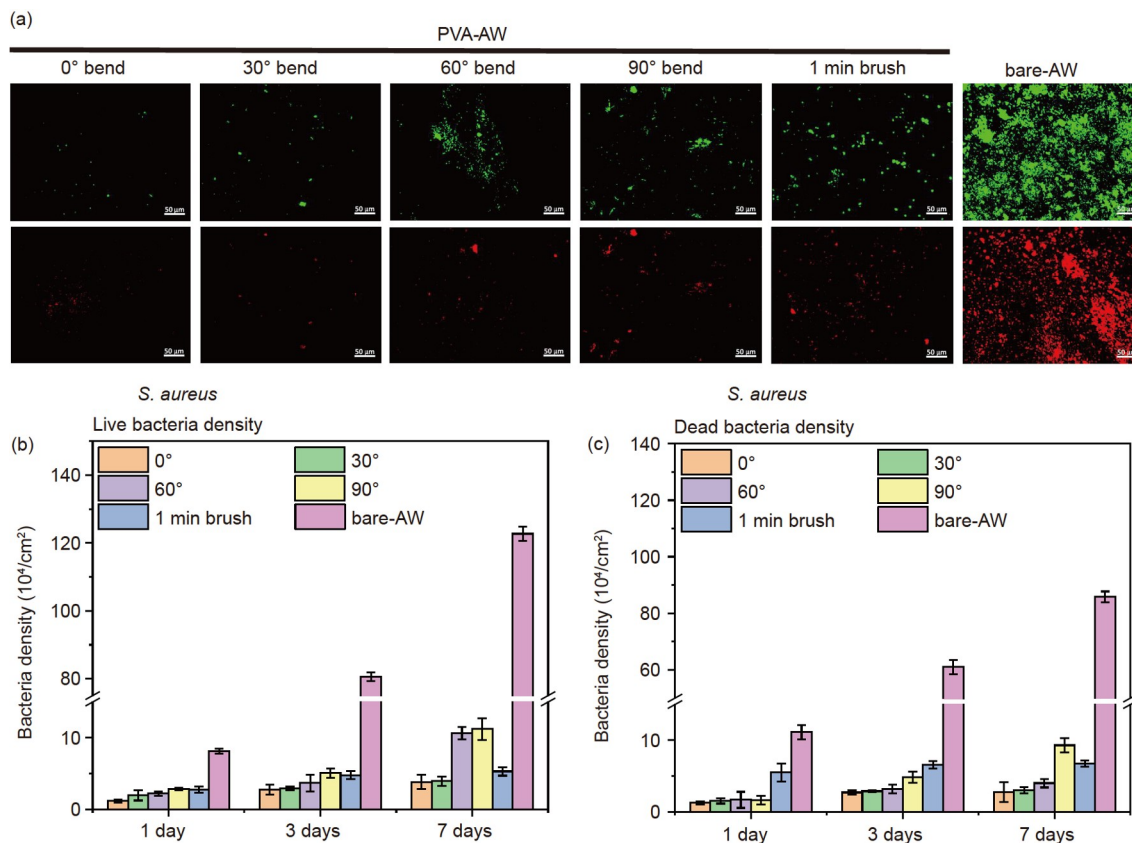 (a)
PVA-AW
0° bend 30° bend 60° bend 90° bend 1 min brush bare-AW
50 μm 50 μm 50 μm 50 μm 50 μm 50 μm
50 μm 50 μm 50 μm 50 μm 50 μm 50 μm
S. aureus
(b) Live bacteria density
0° 30°
60° 90°
1 min brush bare-AW
Bacteria density (10⁴/cm²)
140
120
100
80
10
0
1 day 3 days 7 days
S. aureus
(c) Dead bacteria density
0° 30°
60° 90°
1 min brush bare-AW
Bacteria density (10⁴/cm²)
140
120
100
80
60
10
0
1 day 3 days 7 days